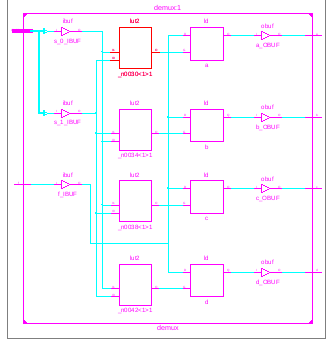 demux:1
ibuf
lut2
ld
obuf
s_0_IBUF
_n0030<1>1
a
a_OBUF
ibuf
lut2
ld
obuf
s_1_IBUF
_n0034<1>1
b
b_OBUF
ibuf
lut2
ld
obuf
f_IBUF
_n0038<1>1
c
c_OBUF
lut2
ld
obuf
_n0042<1>1
d
d_OBUF
demux